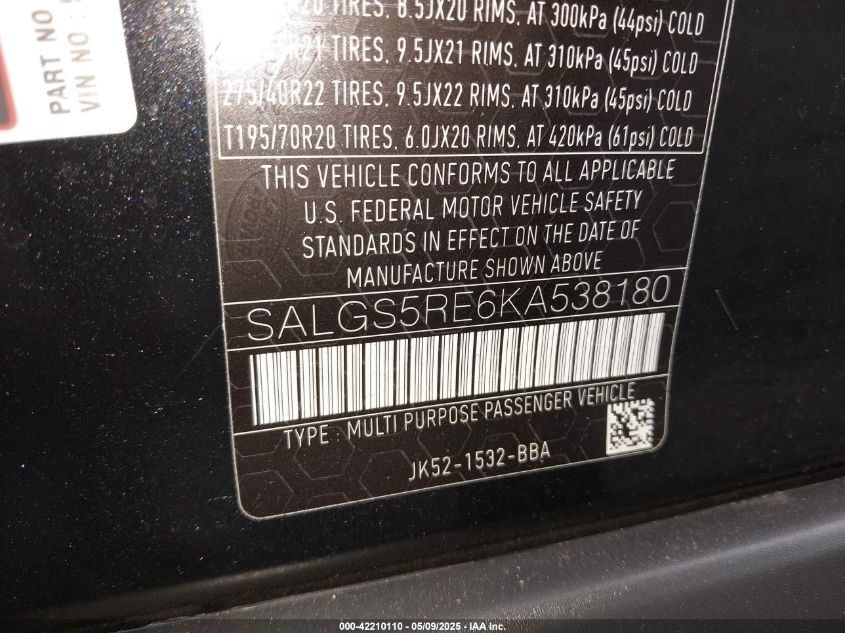 PART NO
VIN NO :
R20 TIRES, 8.5JX20 RIMS, AT 300kPa (44psi) COLD
R21 TIRES, 9.5JX21 RIMS, AT 310kPa (45psi) COLD
275/40R22 TIRES, 9.5JX22 RIMS, AT 310kPa (45psi) COLD
T195/70R20 TIRES, 6.0JX20 RIMS, AT 420kPa (61psi) COLD
THIS VEHICLE CONFORMS TO ALL APPLICABLE
U.S. FEDERAL MOTOR VEHICLE SAFETY
STANDARDS IN EFFECT ON THE DATE OF
MANUFACTURE SHOWN ABOVE
SALGS5RE6KA538180
TYPE : MULTI PURPOSE PASSENGER VEHICLE
JK52-1532-BBA
000-42210110 - 05/09/2025 - IAA Inc.